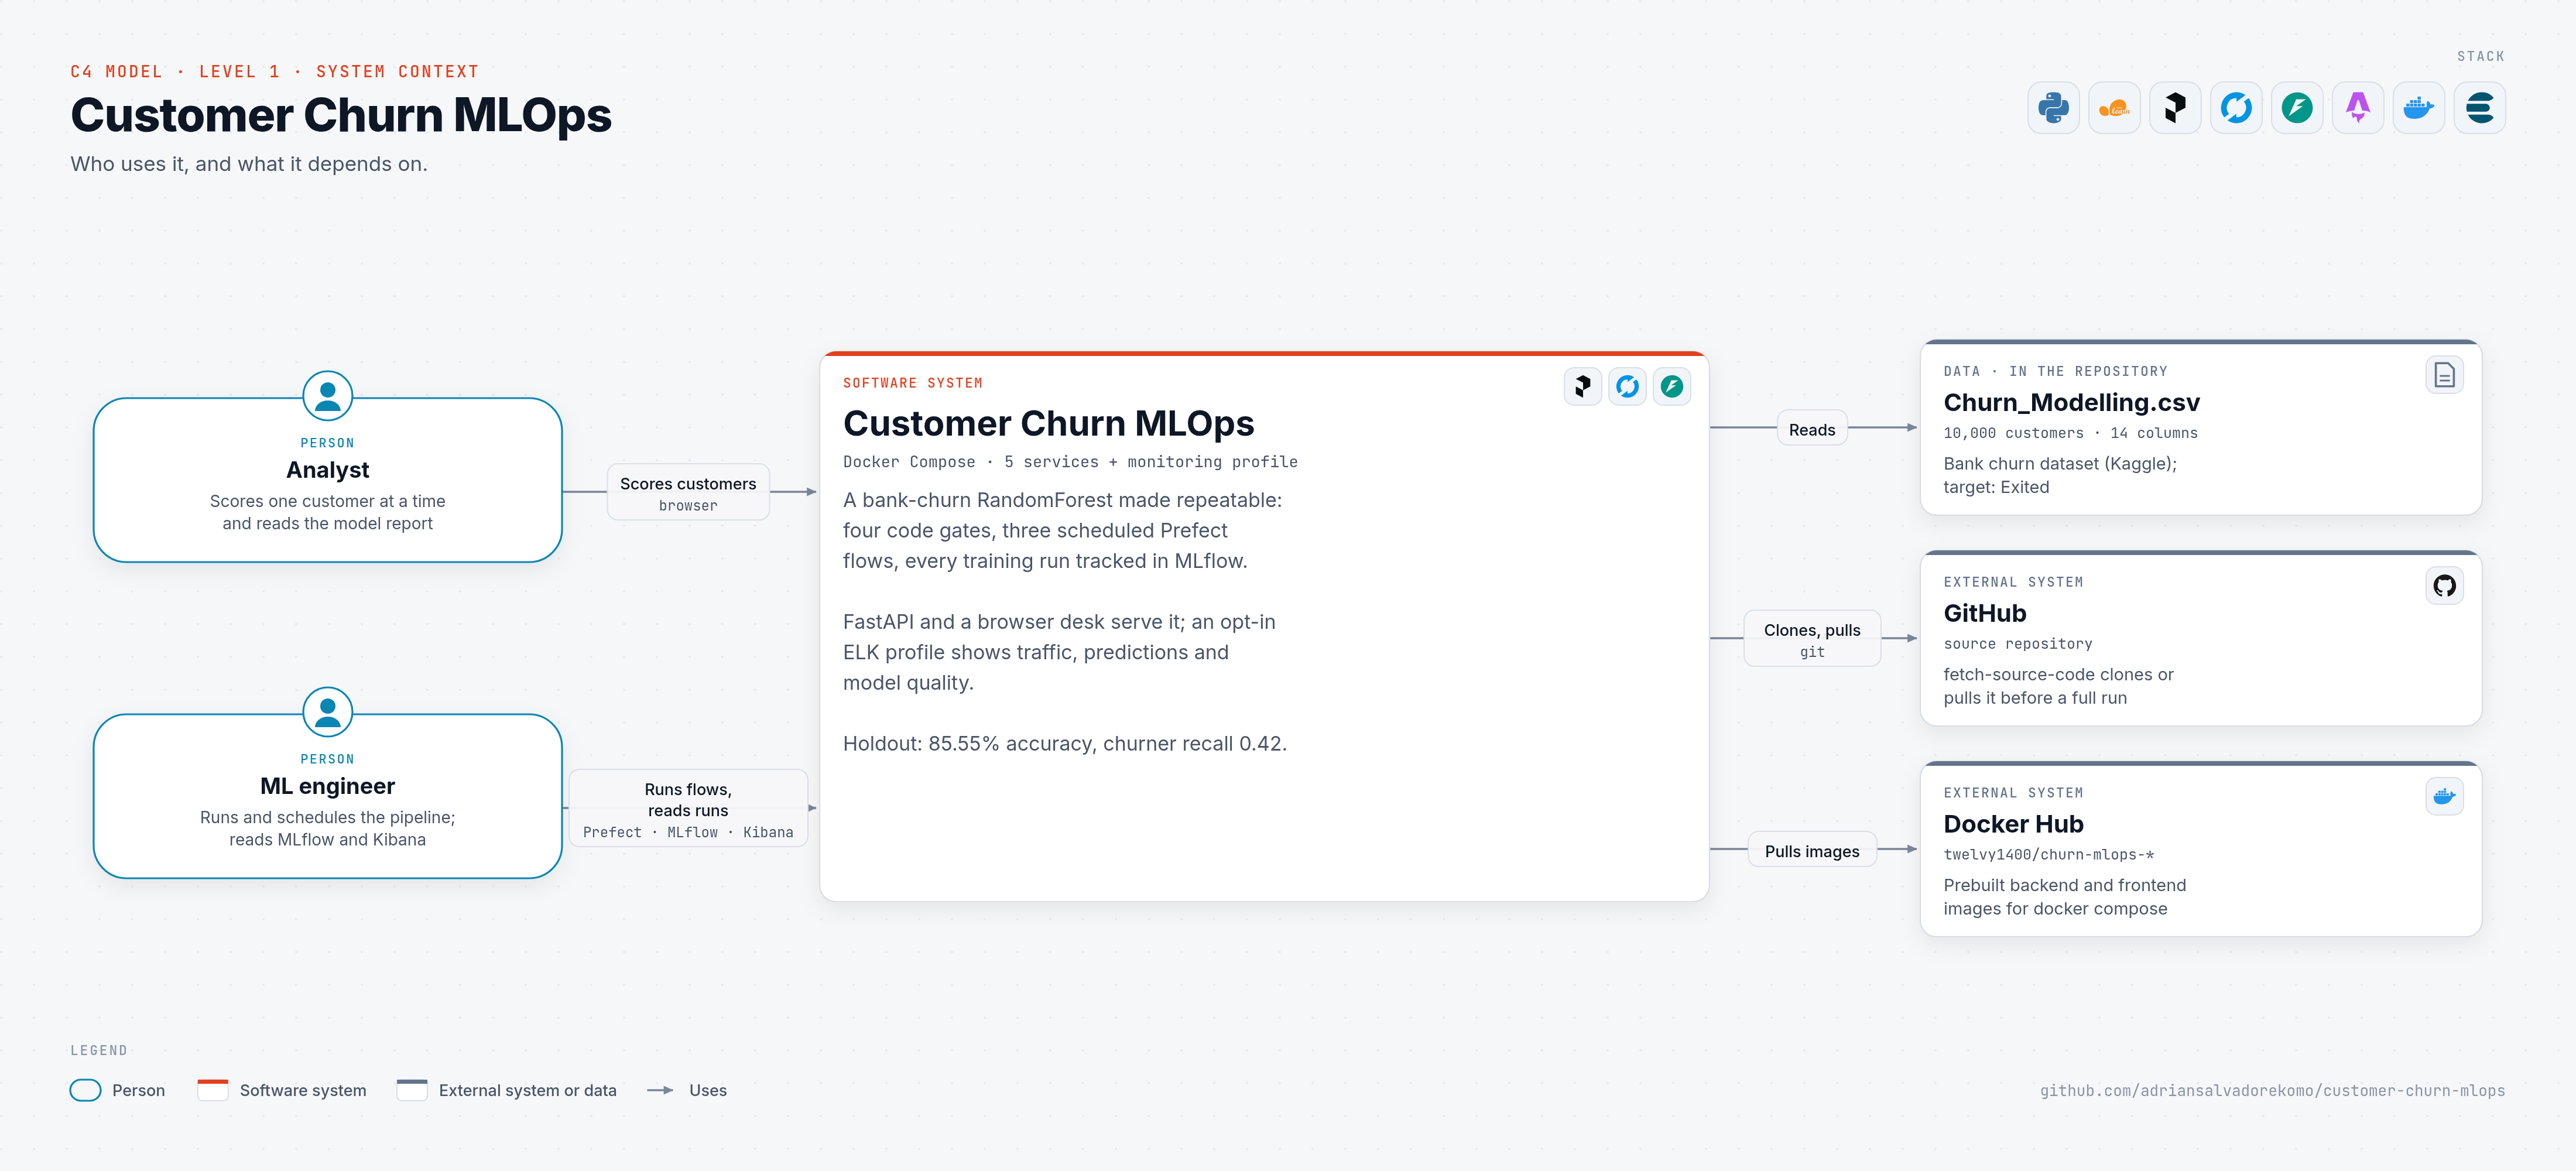 C4 MODEL · LEVEL 1 · SYSTEM CONTEXT
Customer Churn MLOps
Who uses it, and what it depends on.
STACK
PERSON
Analyst
Scores one customer at a time
and reads the model report
Scores customers
browser
PERSON
ML engineer
Runs and schedules the pipeline;
reads MLflow and Kibana
Runs flows,
reads runs
Prefect · MLflow · Kibana
SOFTWARE SYSTEM
Customer Churn MLOps
Docker Compose · 5 services + monitoring profile
A bank-churn RandomForest made repeatable:
four code gates, three scheduled Prefect
flows, every training run tracked in MLflow.
FastAPI and a browser desk serve it; an opt-in
ELK profile shows traffic, predictions and
model quality.
Holdout: 85.55% accuracy, churner recall 0.42.
Reads
DATA · IN THE REPOSITORY
Churn_Modelling.csv
10,000 customers · 14 columns
Bank churn dataset (Kaggle);
target: Exited
Clones, pulls
git
EXTERNAL SYSTEM
GitHub
source repository
fetch-source-code clones or
pulls it before a full run
Pulls images
EXTERNAL SYSTEM
Docker Hub
twelvy1400/churn-mlops-*
Prebuilt backend and frontend
images for docker compose
LEGEND
Person
Software system
External system or data
Uses
github.com/adriansalvadorekomo/customer-churn-mlops